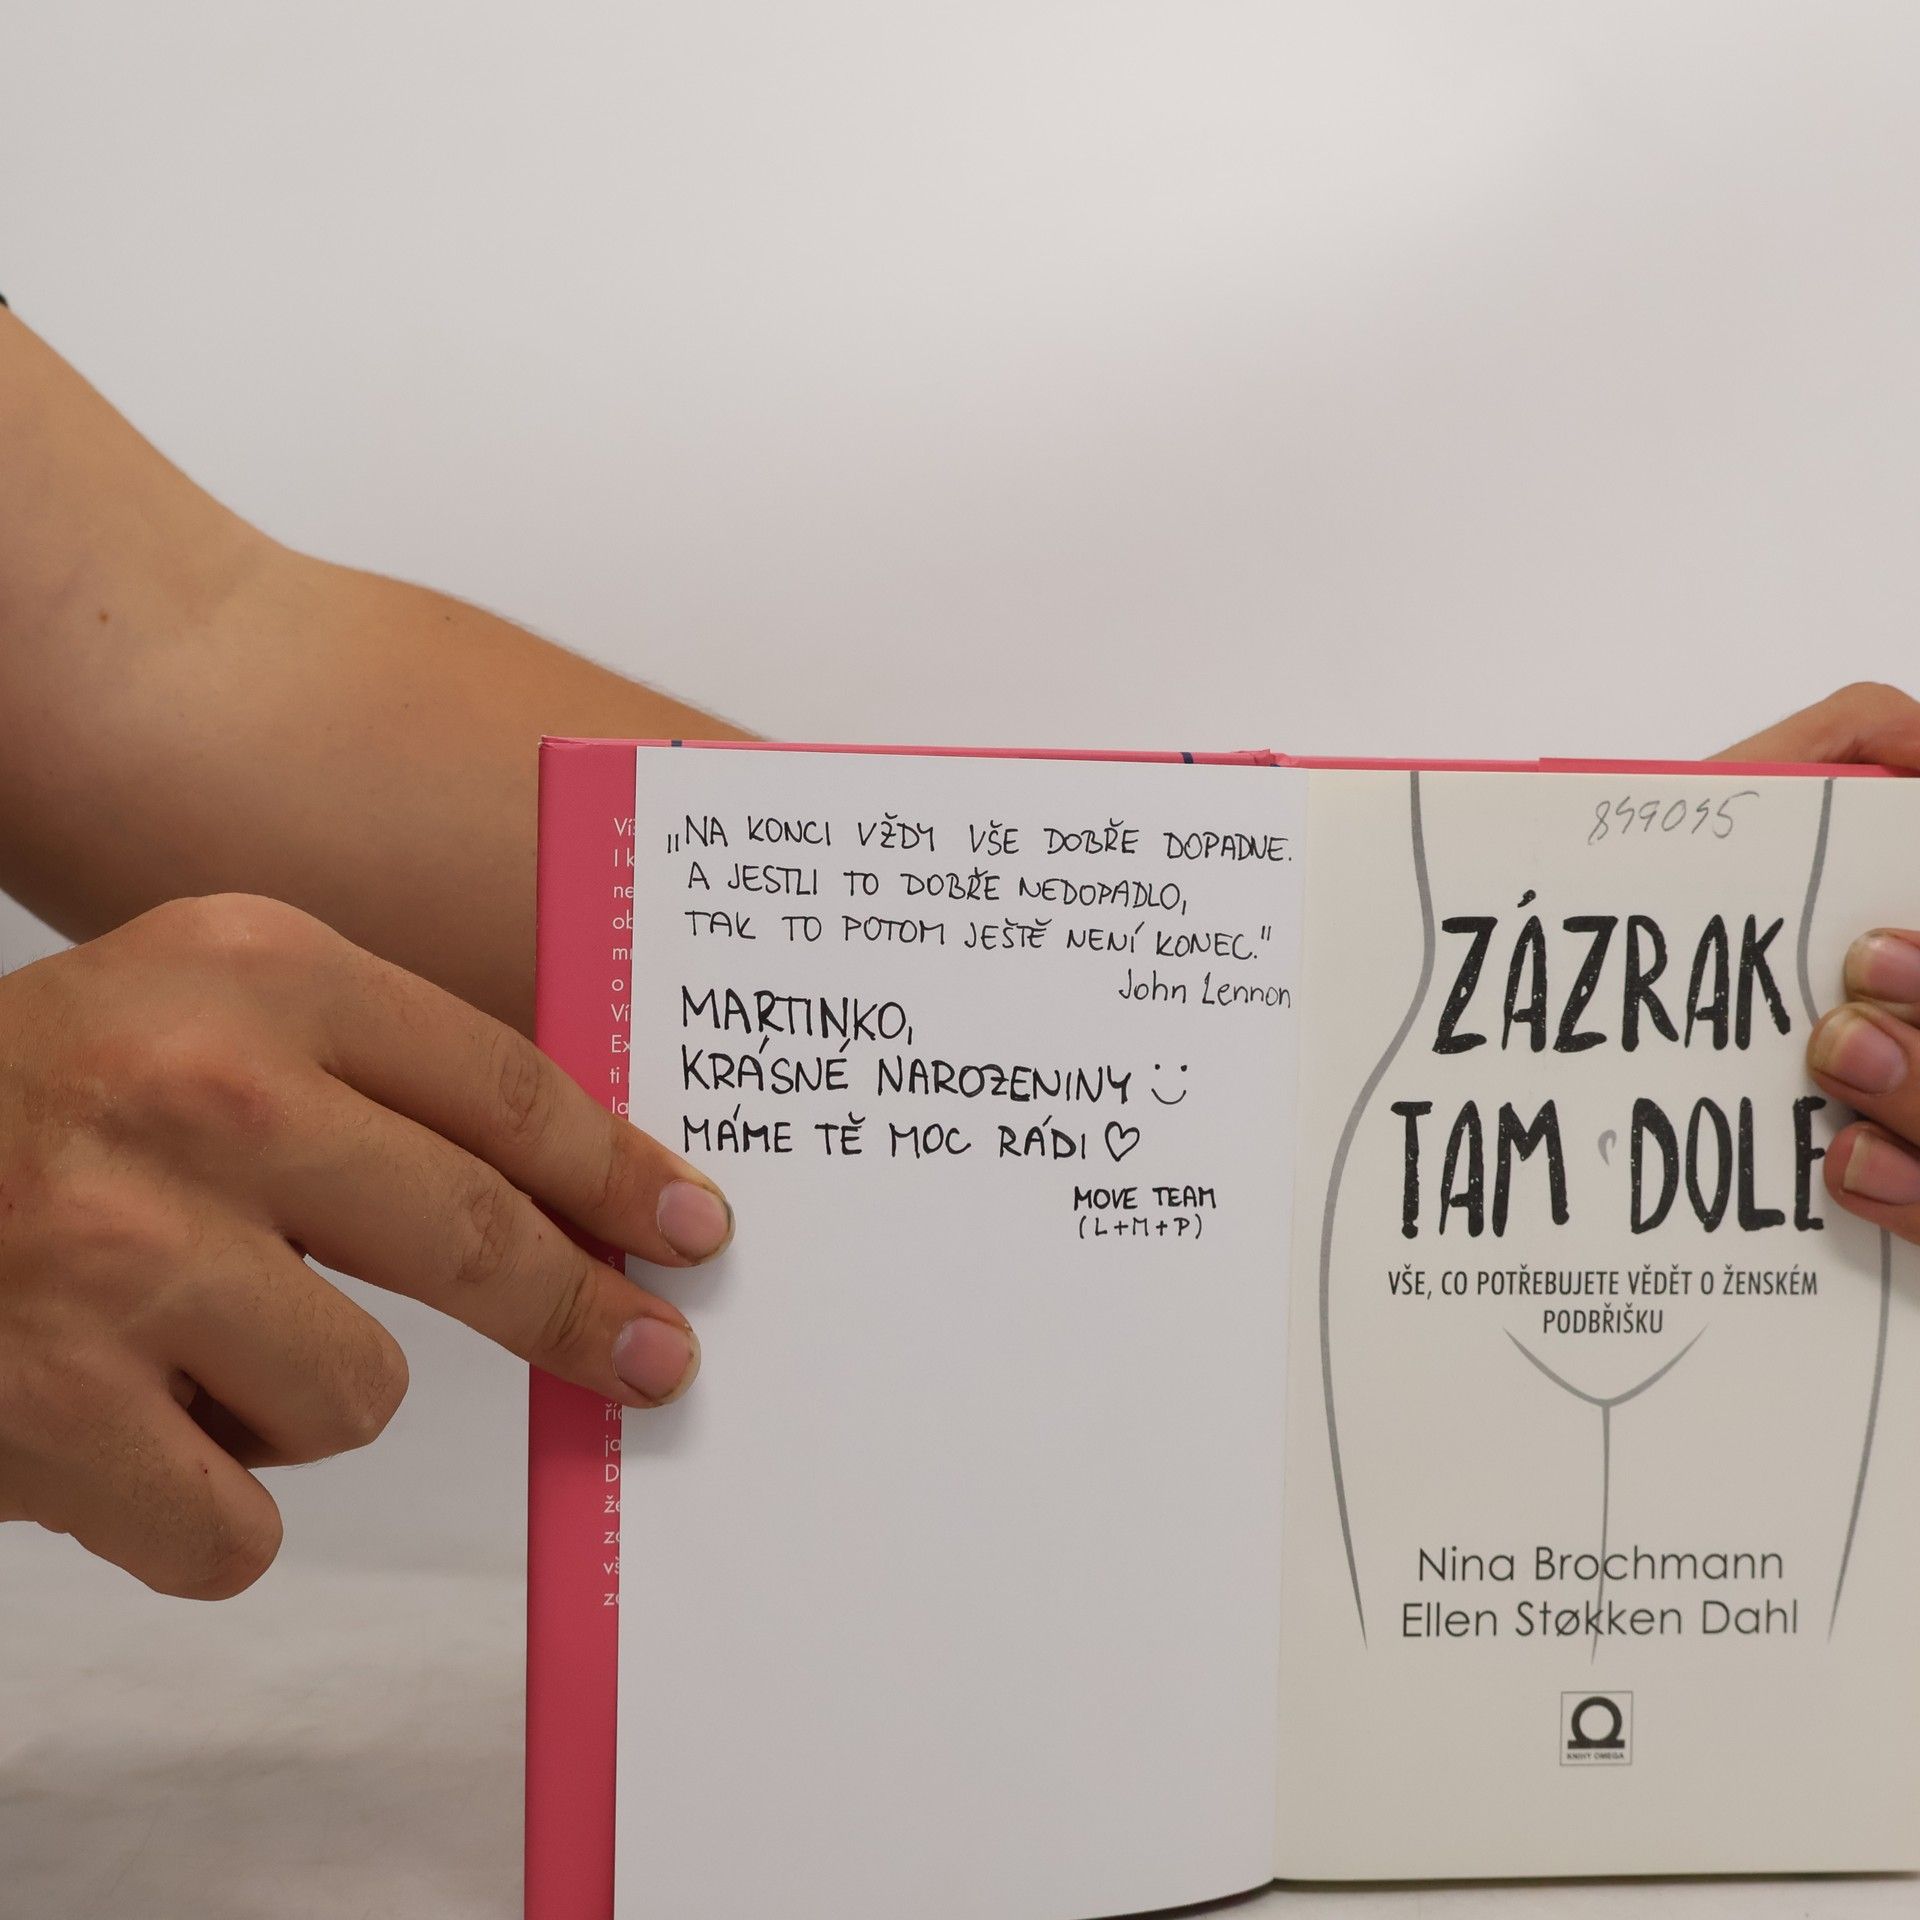 „NA KONCI VŽDY VŠE DOBŘE DOPADNE.
A JESTLI TO DOBŘE NEDOPADLO,
TAK TO POTOM JEŠTĚ NENÍ KONEC."
John Lennon
MARTINKO,
KRÁSNÉ NAROZENINY
MÁME TĚ MOC RÁDI ♡
MOVE TEAM
(L+M+P)
ZÁZRAK
TAM DOLE
VŠE, CO POTŘEBUJETE VĚDĚT O ŽENSKÉM
PODBŘIŠKU
Nina Brochmann
Ellen Støkken Dahl
KNIHY OMEGA